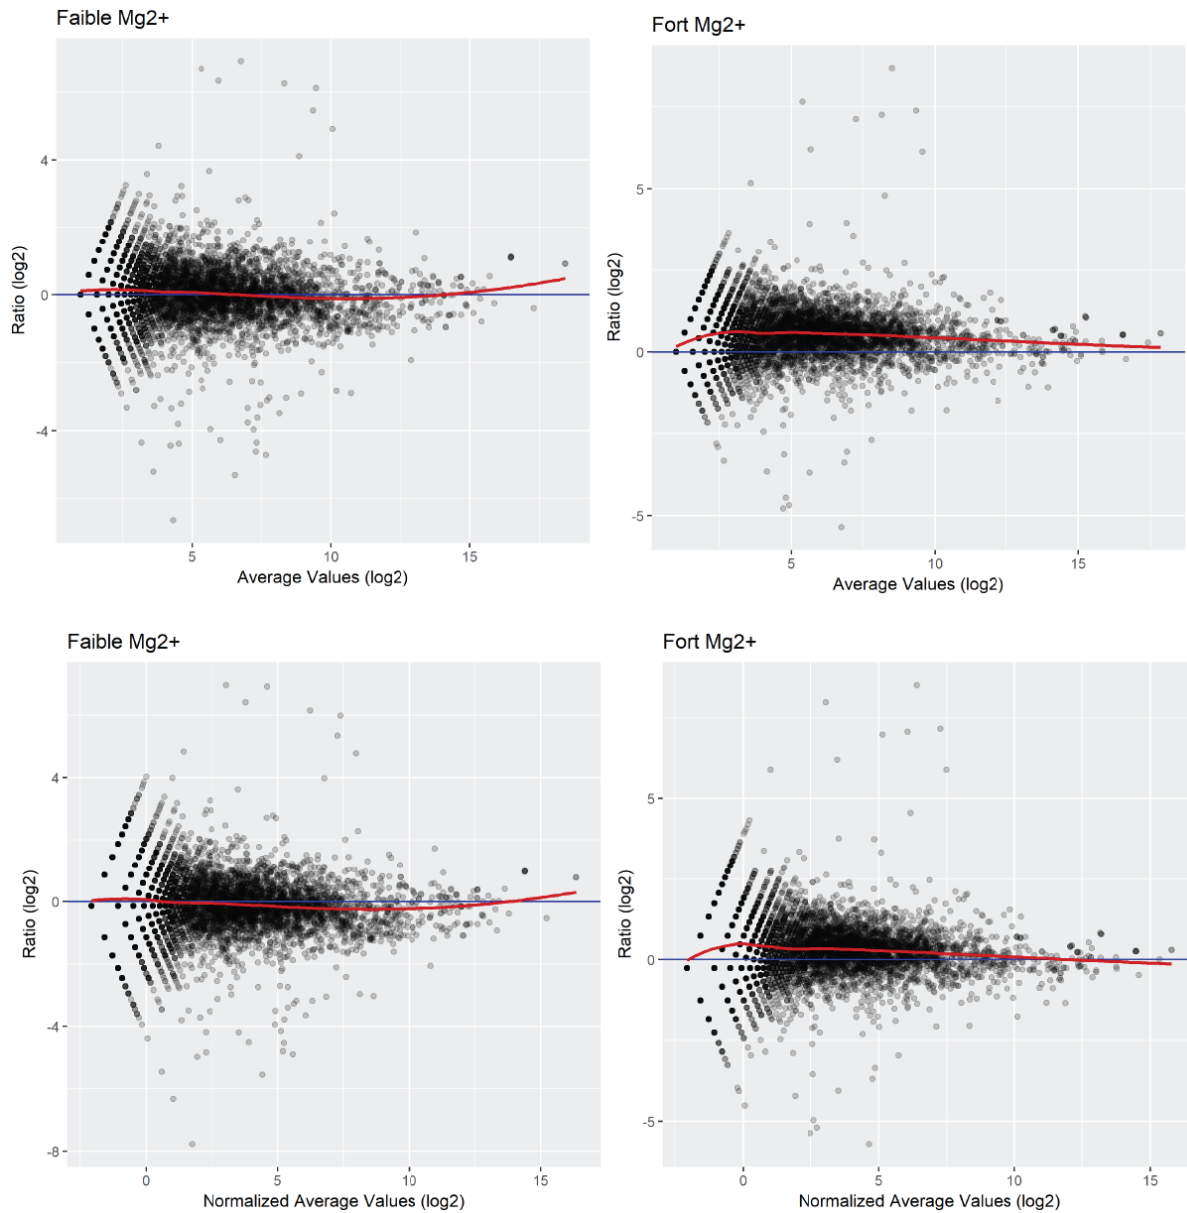 Faible Mg2+
4
0
-4
Ratio (log2)
5
10
15
Average Values (log2)
Fort Mg2+
5
0
-5
Ratio (log2)
5
10
15
Average Values (log2)
Faible Mg2+
4
0
-4
-8
Ratio (log2)
0
5
10
15
Normalized Average Values (log2)
Fort Mg2+
5
0
-5
Ratio (log2)
0
5
10
15
Normalized Average Values (log2)